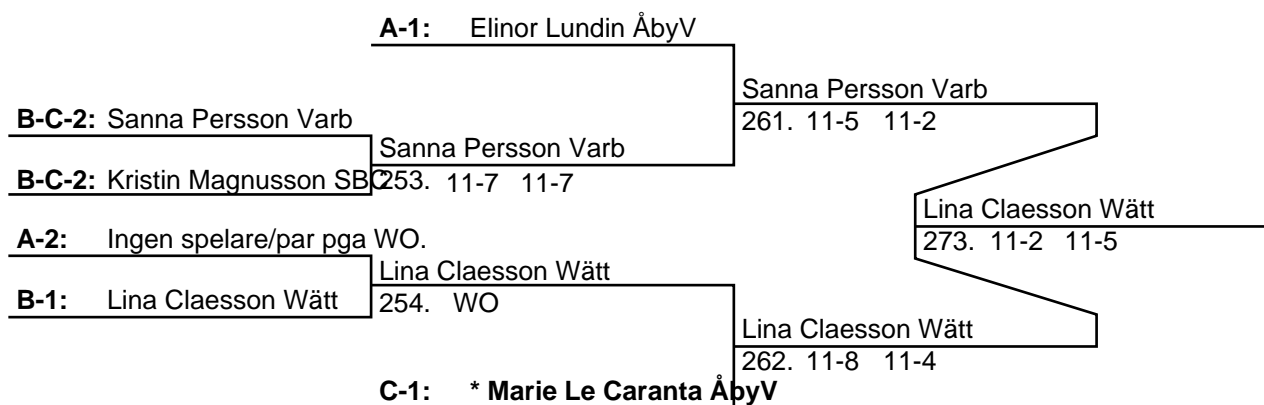 A-1: Elinor Lundin ÅbyV
Sanna Persson Varb
261. 11-5 11-2
B-C-2: Sanna Persson Varb
Sanna Persson Varb
B-C-2: Kristin Magnusson SBC
253. 11-7 11-7
Lina Claesson Wätt
273. 11-2 11-5
A-2: Ingen spelare/par pga WO.
Lina Claesson Wätt
B-1: Lina Claesson Wätt
254. WO
Lina Claesson Wätt
262. 11-8 11-4
C-1: * Marie Le Caranta ÅbyV